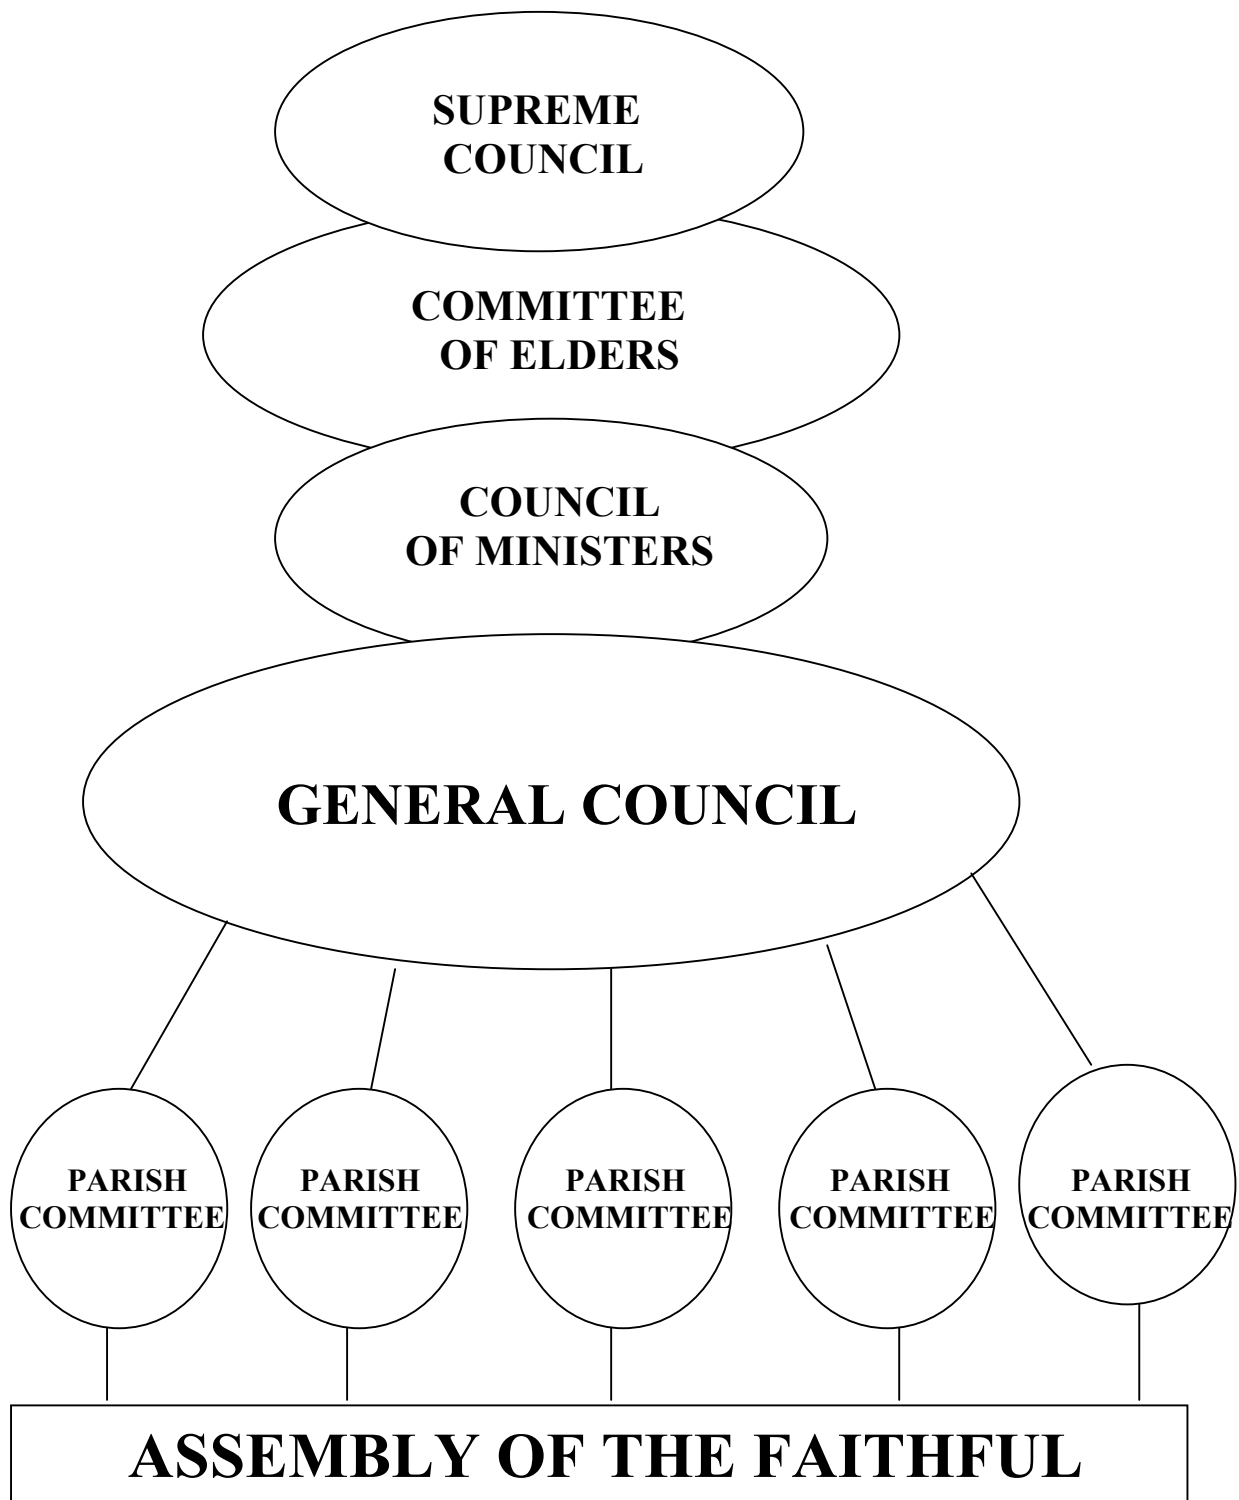 SUPREME
COUNCIL
COMMITTEE
OF ELDERS
COUNCIL
OF MINISTERS
GENERAL COUNCIL
PARISH
COMMITTEE
PARISH
COMMITTEE
PARISH
COMMITTEE
PARISH
COMMITTEE
PARISH
COMMITTEE
ASSEMBLY OF THE FAITHFUL